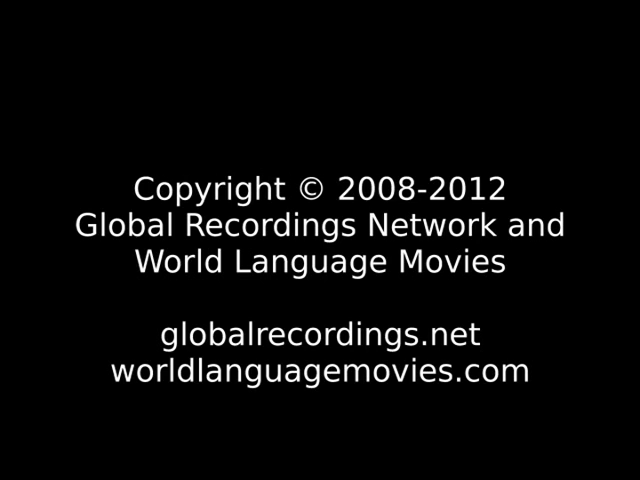 Copyright © 2008-2012
Global Recordings Network and
World Language Movies
globalrecordings.net
worldlanguagemovies.com